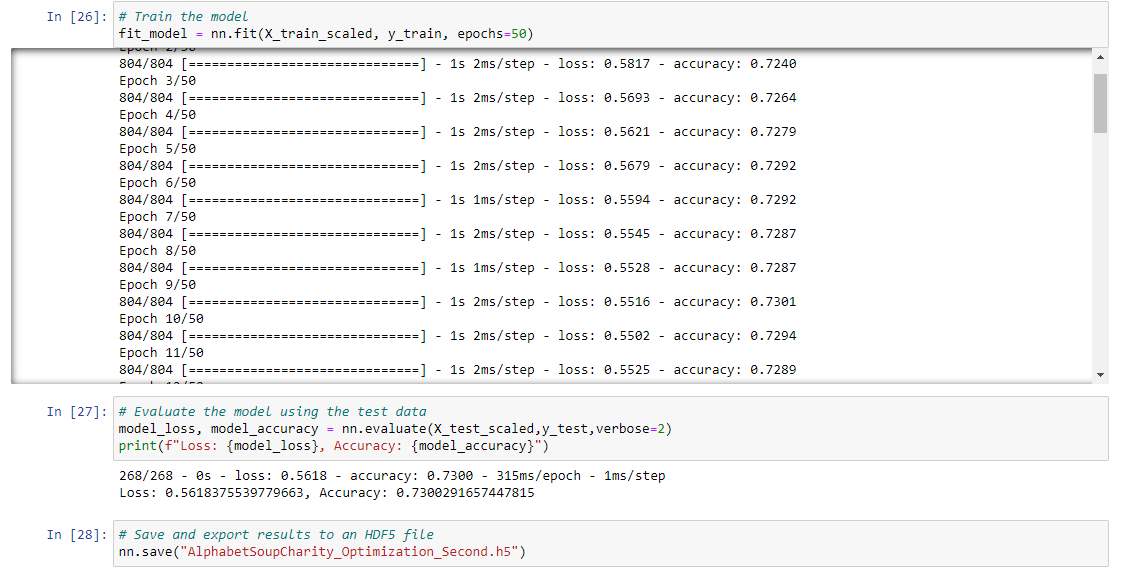 In [26]: # Train the model
fit_model = nn.fit(X_train_scaled, y_train, epochs=50)
Epoch 2/50
804/804 [==============================] - 1s 2ms/step - loss: 0.5817 - accuracy: 0.7240
Epoch 3/50
804/804 [==============================] - 1s 2ms/step - loss: 0.5693 - accuracy: 0.7264
Epoch 4/50
804/804 [==============================] - 1s 2ms/step - loss: 0.5621 - accuracy: 0.7279
Epoch 5/50
804/804 [==============================] - 1s 2ms/step - loss: 0.5679 - accuracy: 0.7292
Epoch 6/50
804/804 [==============================] - 1s 1ms/step - loss: 0.5594 - accuracy: 0.7292
Epoch 7/50
804/804 [==============================] - 1s 2ms/step - loss: 0.5545 - accuracy: 0.7287
Epoch 8/50
804/804 [==============================] - 1s 1ms/step - loss: 0.5528 - accuracy: 0.7287
Epoch 9/50
804/804 [==============================] - 1s 2ms/step - loss: 0.5516 - accuracy: 0.7301
Epoch 10/50
804/804 [==============================] - 1s 2ms/step - loss: 0.5502 - accuracy: 0.7294
Epoch 11/50
804/804 [==============================] - 1s 2ms/step - loss: 0.5525 - accuracy: 0.7289
In [27]: # Evaluate the model using the test data
model_loss, model_accuracy = nn.evaluate(X_test_scaled,y_test,verbose=2)
print(f"Loss: {model_loss}, Accuracy: {model_accuracy}")
268/268 - 0s - loss: 0.5618 - accuracy: 0.7300 - 315ms/epoch - 1ms/step
Loss: 0.5618375539779663, Accuracy: 0.7300291657447815
In [28]: # Save and export results to an HDF5 file
nn.save("AlphabetSoupCharity_Optimization_Second.h5")